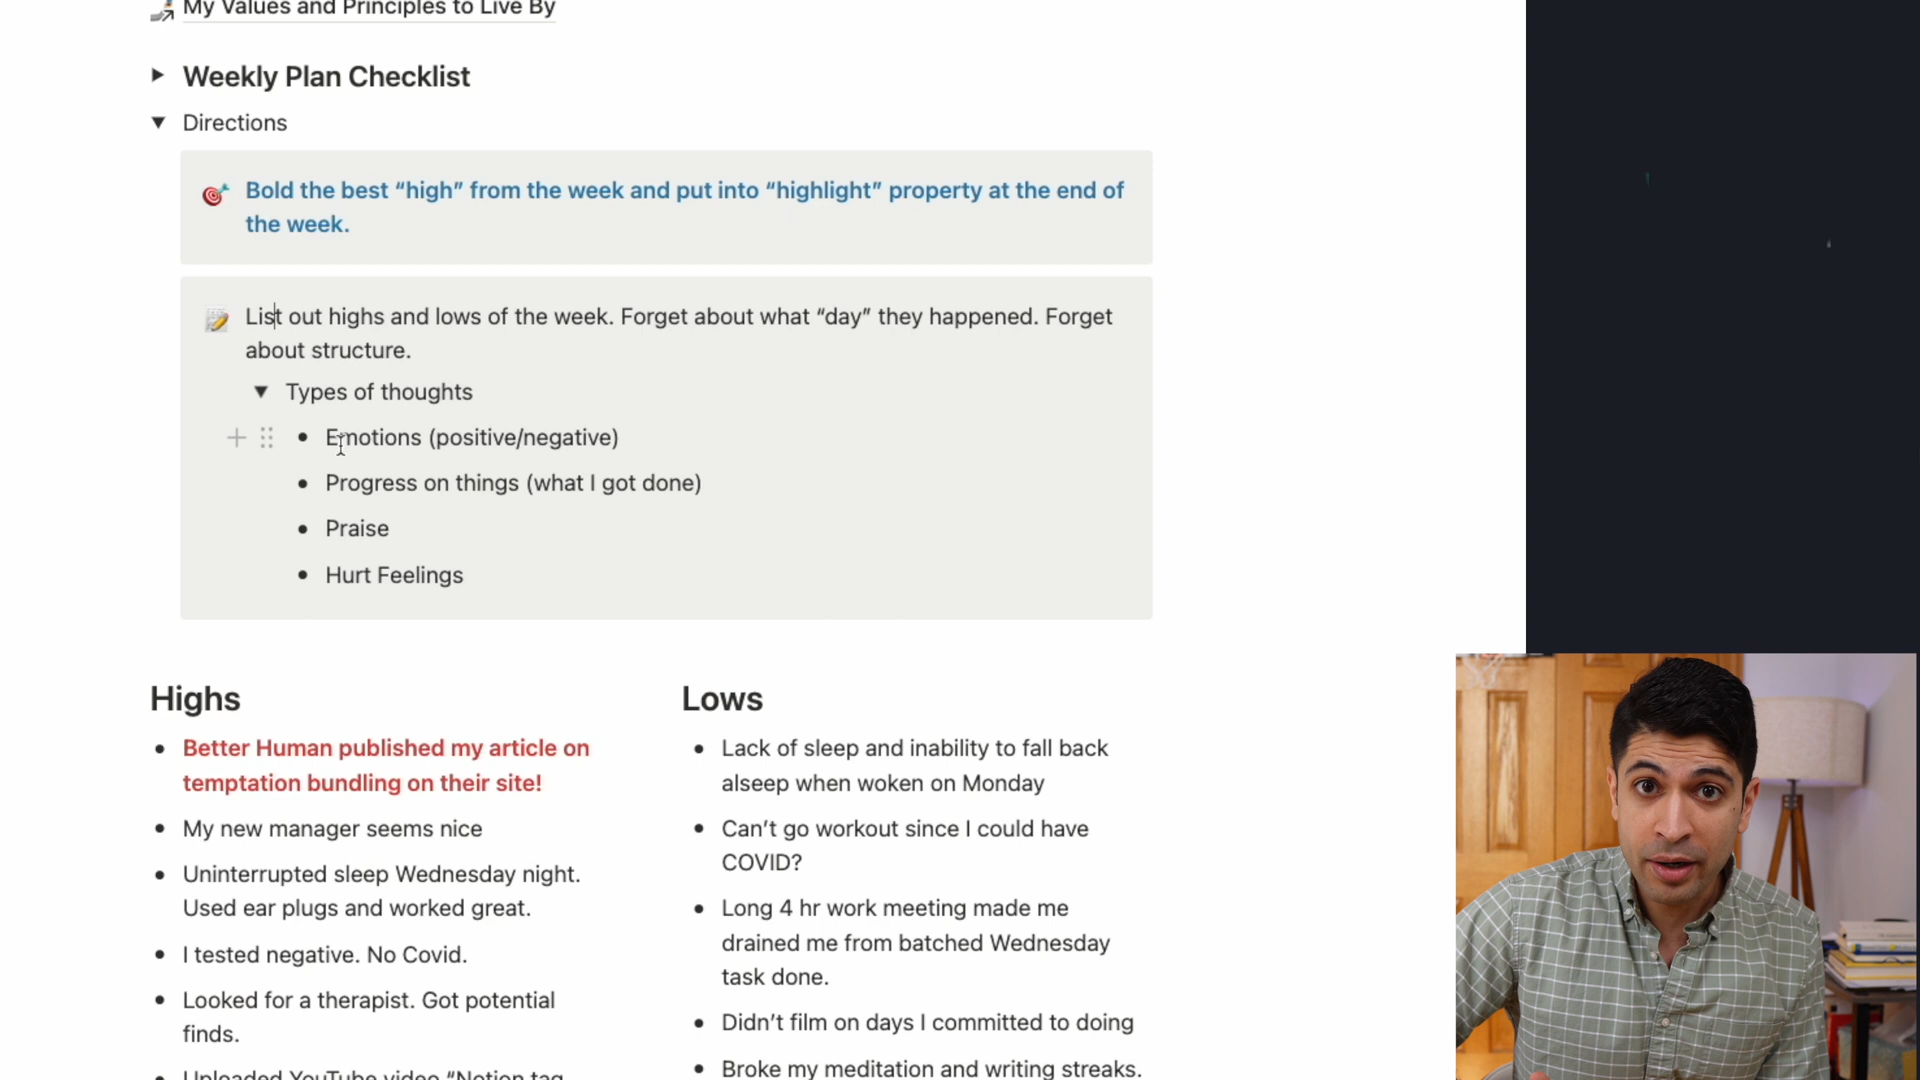 My Values and Principles to Live By
Weekly Plan Checklist
Directions
Bold the best “high” from the week and put into “highlight” property at the end of
the week.
List out highs and lows of the week. Forget about what “day” they happened. Forget
about structure.
Types of thoughts
Emotions (positive/negative)
Progress on things (what I got done)
Praise
Hurt Feelings
Highs
Better Human published my article on
temptation bundling on their site!
My new manager seems nice
Uninterrupted sleep Wednesday night.
Used ear plugs and worked great.
I tested negative. No Covid.
Looked for a therapist. Got potential
finds.
Uploaded YouTube video “Notion tag
Lows
Lack of sleep and inability to fall back
alseep when woken on Monday
Can’t go workout since I could have
COVID?
Long 4 hr work meeting made me
drained me from batched Wednesday
task done.
Didn’t film on days I committed to doing
Broke my meditation and writing streaks.